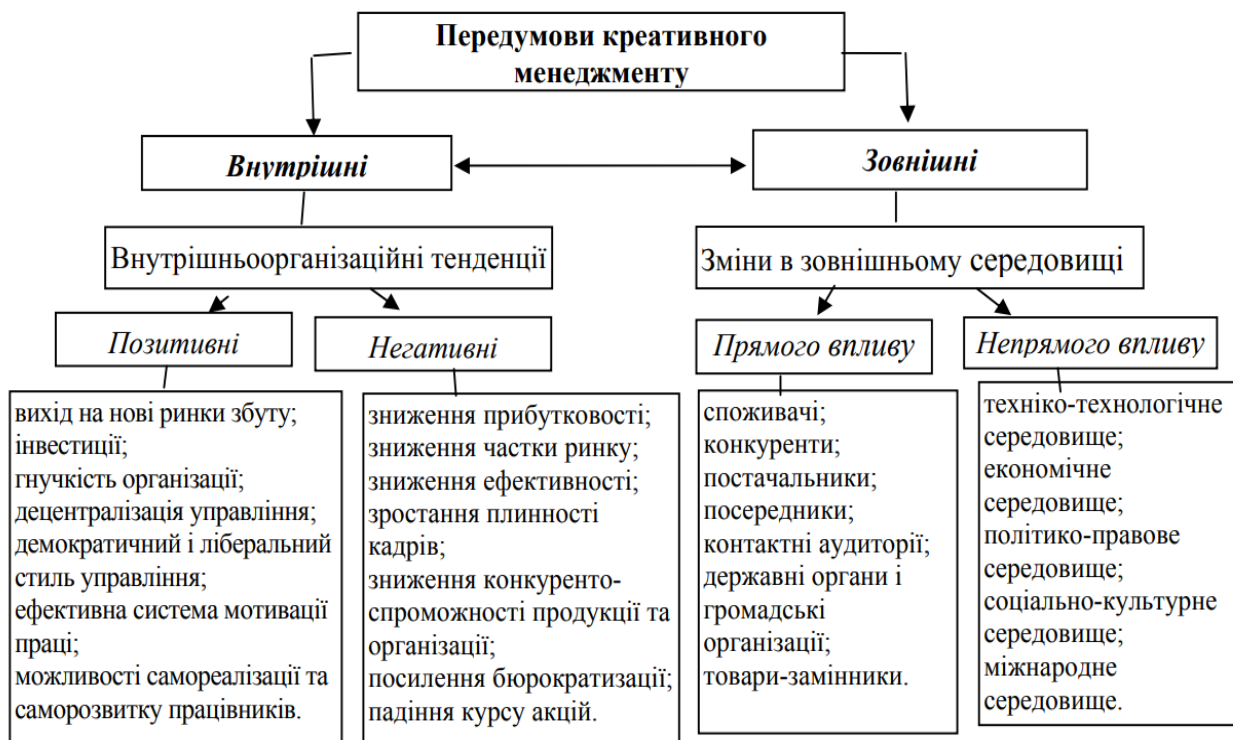 Передумови креативного
менеджменту
Внутрішні
Зовнішні
Внутрішньоорганізаційні тенденції
Зміни в зовнішньому середовищі
Позитивні
Негативні
Прямого впливу
Непрямого впливу
вихід на нові ринки збуту;
інвестиції;
гнучкість організації;
децентралізація управління;
демократичний і ліберальний
стиль управління;
ефективна система мотивації
праці;
можливості самореалізації та
саморозвитку працівників.
зниження прибутковості;
зниження частки ринку;
зниження ефективності;
зростання плинності
кадрів;
зниження конкуренто-
спроможності продукції та
організації;
посилення бюрократизації;
падіння курсу акцій.
споживачі;
конкуренти;
постачальники;
посередники;
контактні аудиторії;
державні органи і
громадські
організації;
товари-замінники.
техніко-технологічне
середовище;
економічне
середовище;
політико-правове
середовище;
соціально-культурне
середовище;
міжнародне
середовище.